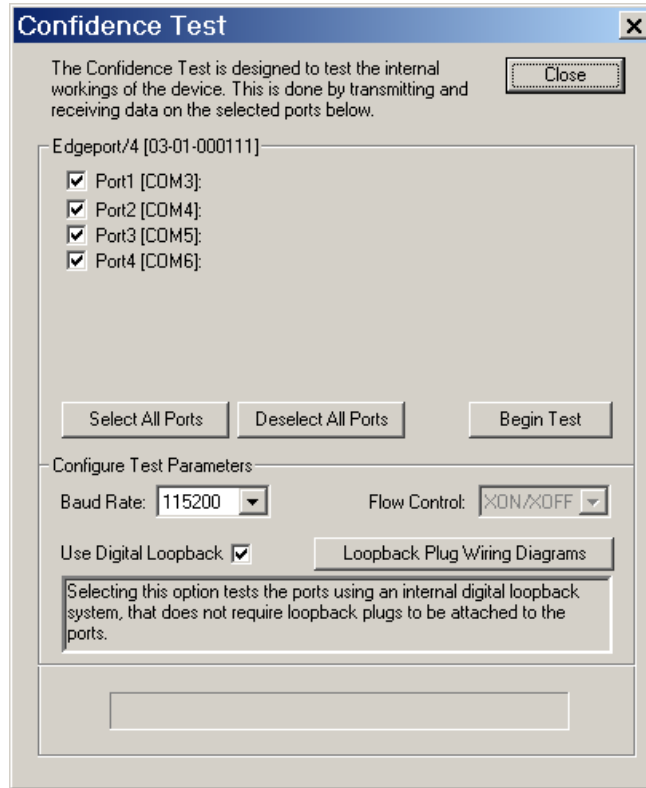 Confidence Test
The Confidence Test is designed to test the internal
workings of the device. This is done by transmitting and
receiving data on the selected ports below.
Close
Edgeport/4 [03-01-000111]
Port1 [COM3]:
Port2 [COM4]:
Port3 [COM5]:
Port4 [COM6]:
Select All Ports
Deselect All Ports
Begin Test
Configure Test Parameters
Baud Rate: 115200
Flow Control: XON/XOFF
Use Digital Loopback
Loopback Plug Wiring Diagrams
Selecting this option tests the ports using an internal digital loopback
system, that does not require loopback plugs to be attached to the
ports.